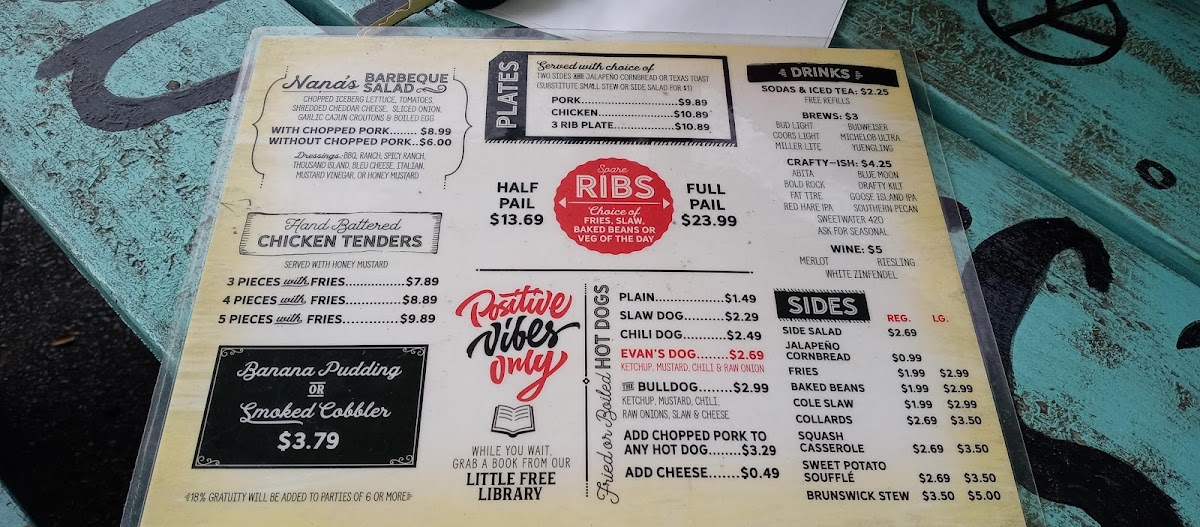 Nana's BARBEQUE SALAD
CHOPPED ICEBERG LETTUCE, TOMATOES,
SHREDDED CHEDDAR CHEESE, SLICED ONION,
GARLIC CAJUN CROUTONS & BOILED EGG
WITH CHOPPED PORK........ $8.99
WITHOUT CHOPPED PORK..$6.00
Dressings: BBQ, RANCH, SPICY RANCH,
THOUSAND ISLAND, BLEU CHEESE, ITALIAN,
MUSTARD VINEGAR, OR HONEY MUSTARD
Hand Battered
CHICKEN TENDERS
SERVED WITH HONEY MUSTARD
3 PIECES with FRIES...............$7.89
4 PIECES with FRIES...............$8.89
5 PIECES with FRIES...............$9.89
Banana Pudding
OR
Smoked Cobbler
$3.79
18% GRATUITY WILL BE ADDED TO PARTIES OF 6 OR MORE
PLATES
Served with choice of
TWO SIDES AND JALAPEÑO CORNBREAD OR TEXAS TOAST
(SUBSTITUTE SMALL STEW OR SIDE SALAD FOR $1)
PORK.......................$9.89
CHICKEN..................$10.89
3 RIB PLATE..............$10.89
HALF
PAIL
$13.69
Spare
RIBS
Choice of
FRIES, SLAW,
BAKED BEANS OR
VEG OF THE DAY
FULL
PAIL
$23.99
Positive
Vibes
Only
WHILE YOU WAIT,
GRAB A BOOK FROM OUR
LITTLE FREE
LIBRARY
Fried or Boiled HOT DOGS
PLAIN.....................$1.49
SLAW DOG..............$2.29
CHILI DOG..............$2.49
EVAN'S DOG........$2.69
KETCHUP, MUSTARD, CHILI & RAW ONION
THE BULLDOG........$2.99
KETCHUP, MUSTARD, CHILI,
RAW ONIONS, SLAW & CHEESE
ADD CHOPPED PORK TO
ANY HOT DOG........$3.29
ADD CHEESE........$0.49
DRINKS
SODAS & ICED TEA: $2.25
FREE REFILLS
BREWS: $3
BUD LIGHT BUDWEISER
COORS LIGHT MICHELOB ULTRA
MILLER LITE YUENGLING
CRAFTY-ISH: $4.25
ABITA BLUE MOON
BOLD ROCK DRAFTY KILT
FAT TIRE GOOSE ISLAND IPA
RED HARE IPA SOUTHERN PECAN
SWEETWATER 420
ASK FOR SEASONAL
WINE: $5
MERLOT RIESLING
WHITE ZINFENDEL
SIDES REG. LG.
SIDE SALAD $2.69
JALAPEÑO
CORNBREAD $0.99
FRIES $1.99 $2.99
BAKED BEANS $1.99 $2.99
COLE SLAW $1.99 $2.99
COLLARDS $2.69 $3.50
SQUASH
CASSEROLE $2.69 $3.50
SWEET POTATO
SOUFFLÉ $2.69 $3.50
BRUNSWICK STEW $3.50 $5.00